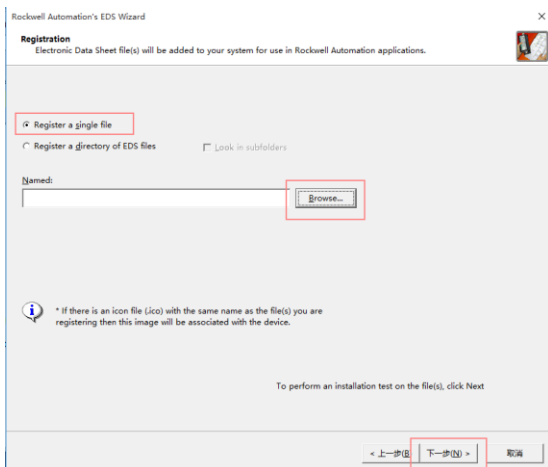 Rockwell Automation's EDS Wizard
Registration
Electronic Data Sheet file(s) will be added to your system for use in Rockwell Automation applications.
Register a single file
Register a directory of EDS files
Look in subfolders
Named:
Browse...
* If there is an icon file (.ico) with the same name as the file(s) you are
registering then this image will be associated with the device.
To perform an installation test on the file(s), click Next
< 上一步(B
下一步(N) >
取消